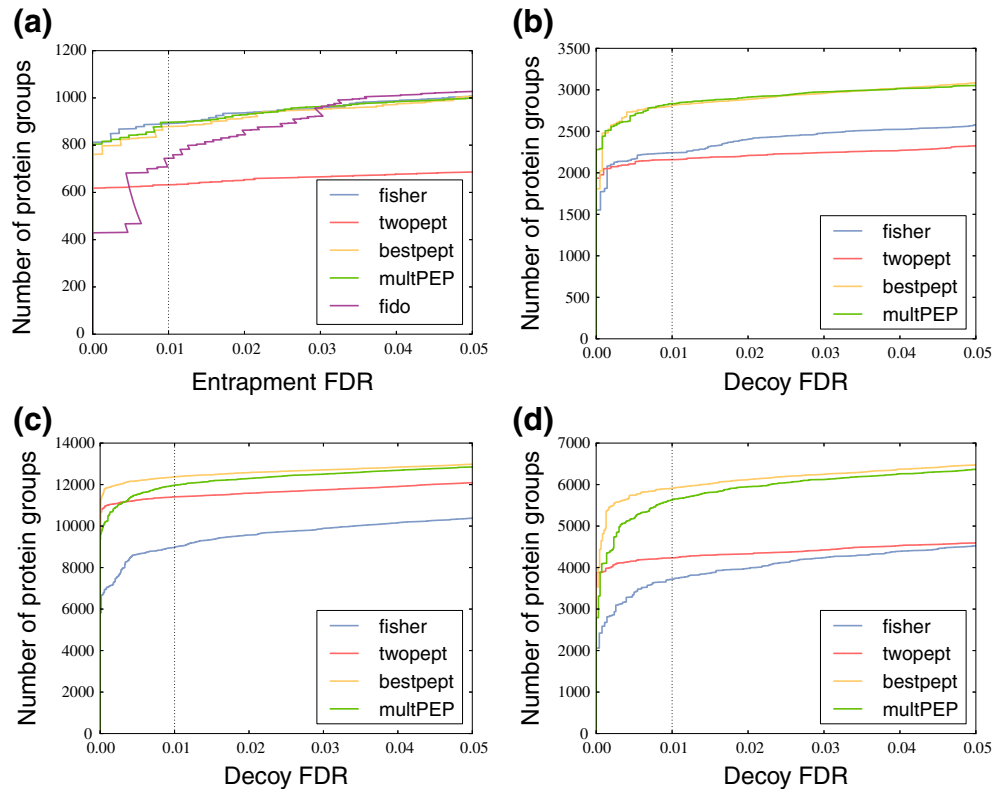 (a)
Number of protein groups
1200
1000
800
600
400
200
0
0.00 0.01 0.02 0.03 0.04 0.05
Entrapment FDR
fisher
twopept
bestpept
multPEP
fido
(b)
Number of protein groups
3500
3000
2500
2000
1500
1000
500
0
0.00 0.01 0.02 0.03 0.04 0.05
Decoy FDR
fisher
twopept
bestpept
multPEP
(c)
Number of protein groups
14000
12000
10000
8000
6000
4000
2000
0
0.00 0.01 0.02 0.03 0.04 0.05
Decoy FDR
fisher
twopept
bestpept
multPEP
(d)
Number of protein groups
7000
6000
5000
4000
3000
2000
1000
0
0.00 0.01 0.02 0.03 0.04 0.05
Decoy FDR
fisher
twopept
bestpept
multPEP